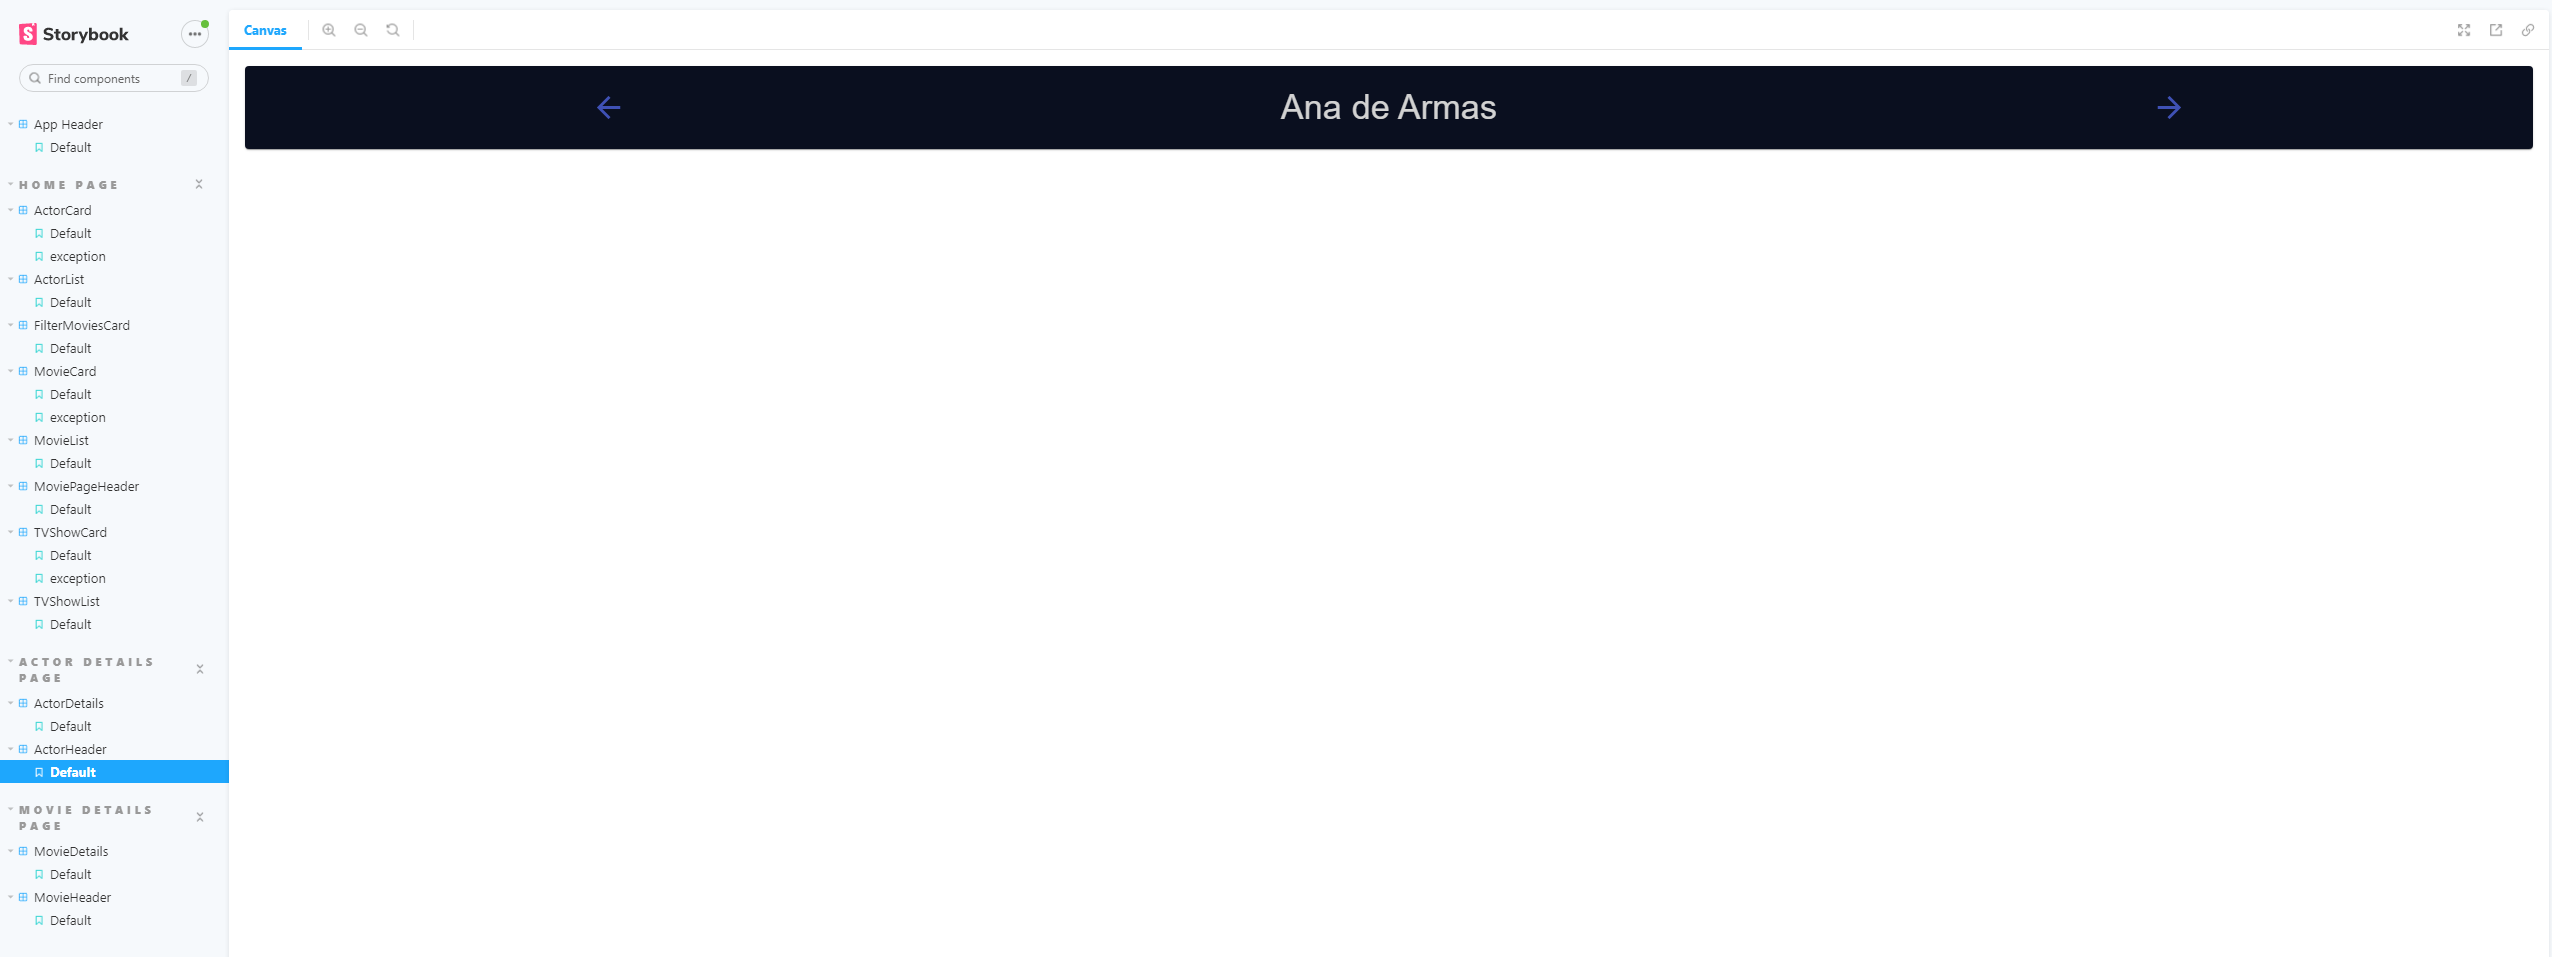 Storybook
Find components
/
App Header
Default
HOME PAGE
ActorCard
Default
exception
ActorList
Default
FilterMoviesCard
Default
MovieCard
Default
exception
MovieList
Default
MoviePageHeader
Default
TVShowCard
Default
exception
TVShowList
Default
ACTOR DETAILS
PAGE
ActorDetails
Default
ActorHeader
Default
MOVIE DETAILS
PAGE
MovieDetails
Default
MovieHeader
Default
Canvas
Ana de Armas